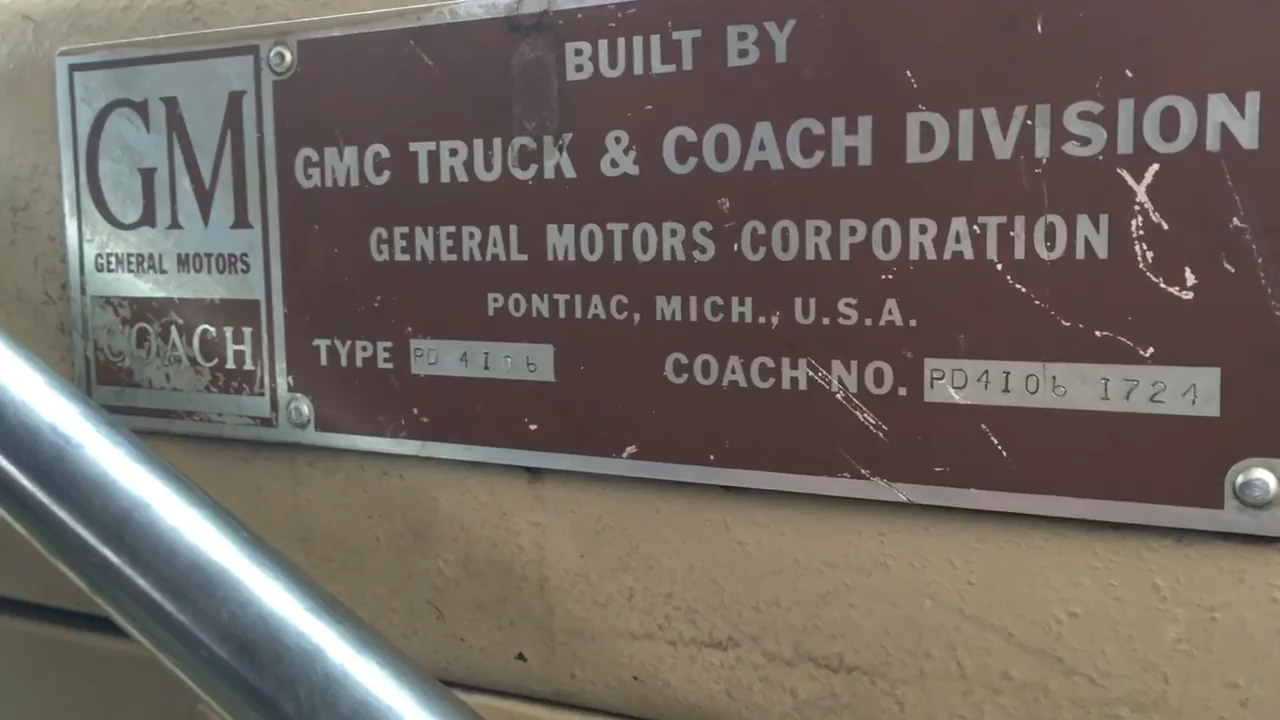 GM
GENERAL MOTORS
COACH
BUILT BY
GMC TRUCK & COACH DIVISION
GENERAL MOTORS CORPORATION
PONTIAC, MICH., U.S.A.
TYPE PD 4106 COACH NO. PD4106 1724